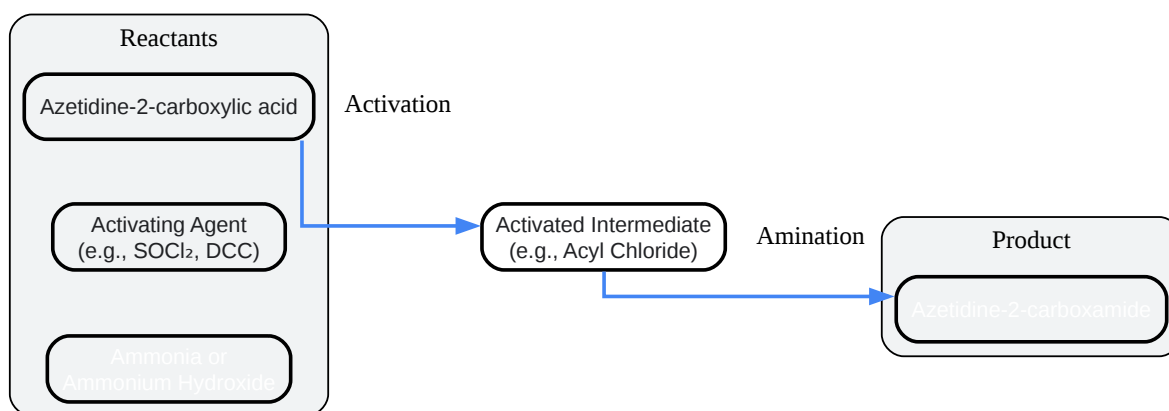 Reactants
Azetidine-2-carboxylic acid
Activation
Activating Agent
(e.g., SOCl₂, DCC)
Activated Intermediate
(e.g., Acyl Chloride)
Amination
Product
Azetidine-2-carboxamide
Ammonia or
Ammonium Hydroxide